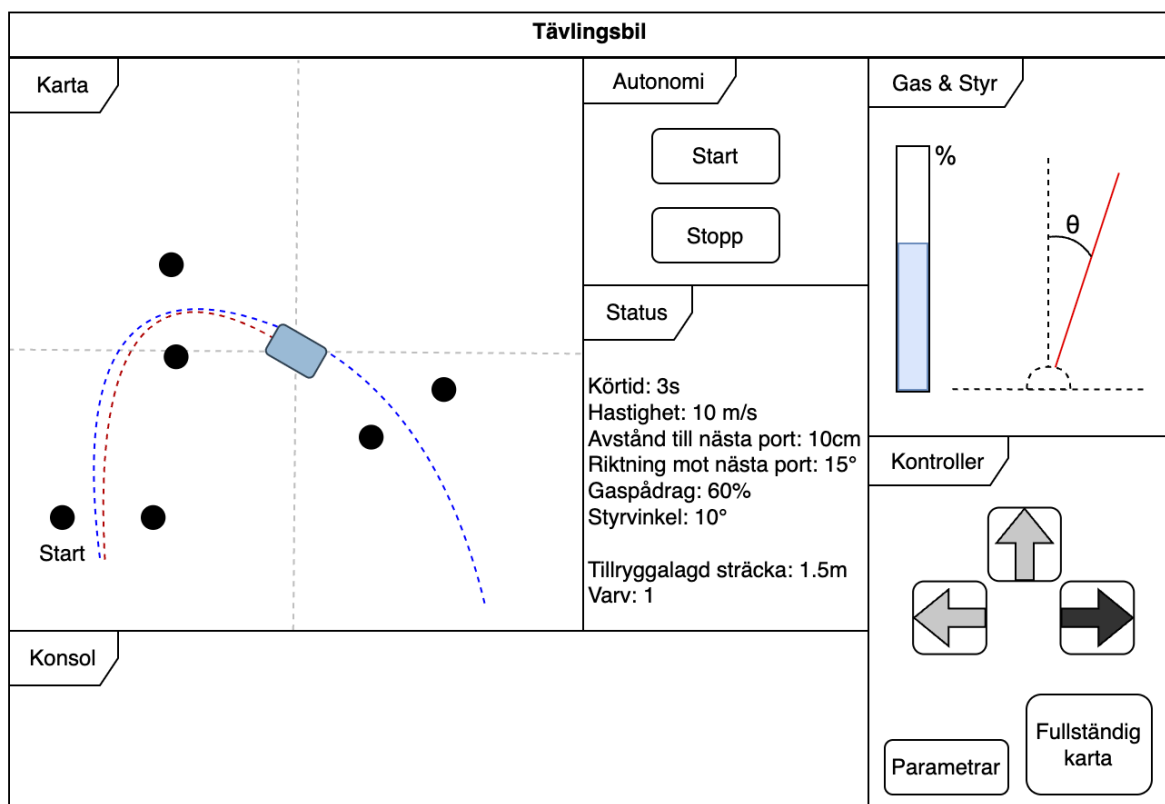 Tävlingsbil
Karta
Start
Autonomi
Start
Stopp
Status
Körtid: 3s
Hastighet: 10 m/s
Avstånd till nästa port: 10cm
Riktning mot nästa port: 15°
Gaspådrag: 60%
Styrvinkel: 10°
Tillryggalagd sträcka: 1.5m
Varv: 1
Gas & Styr
%
θ
Kontroller
Parametrar
Fullständig
karta
Konsol